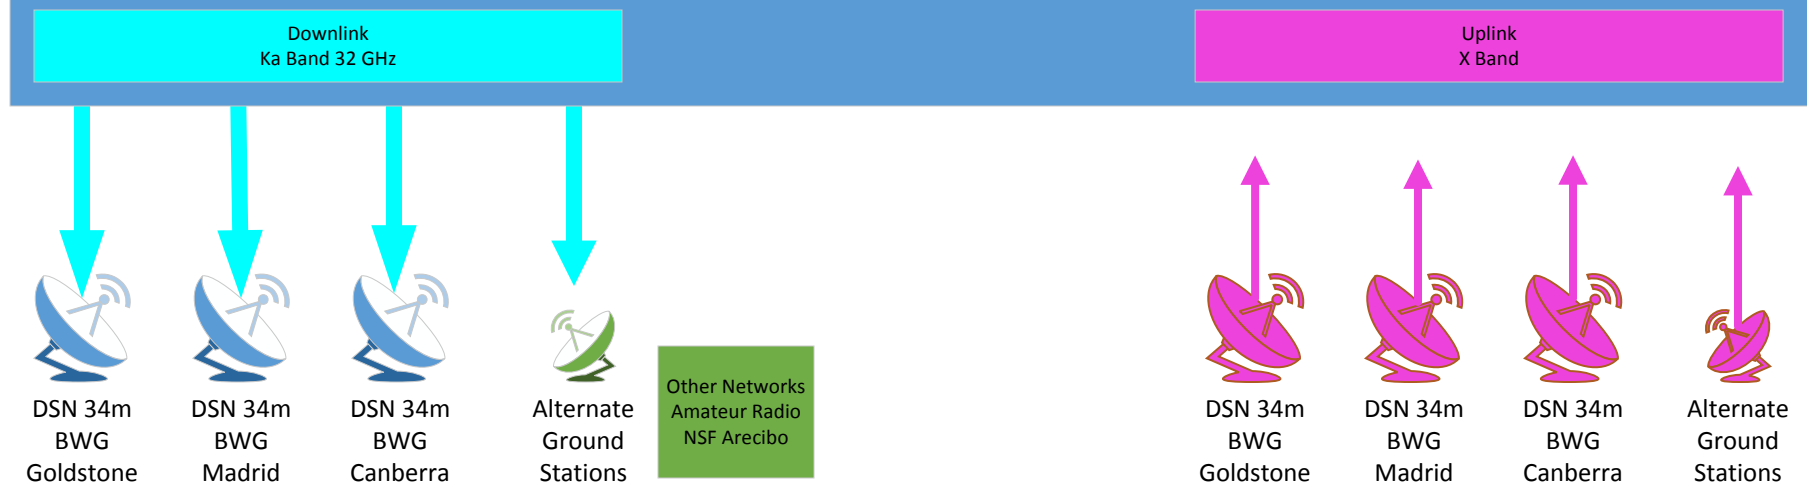 Downlink
Ka Band 32 GHz
Uplink
X Band
DSN 34m
BWG
Goldstone
DSN 34m
BWG
Madrid
DSN 34m
BWG
Canberra
Alternate
Ground
Stations
Other Networks
Amateur Radio
NSF Arecibo
DSN 34m
BWG
Goldstone
DSN 34m
BWG
Madrid
DSN 34m
BWG
Canberra
Alternate
Ground
Stations